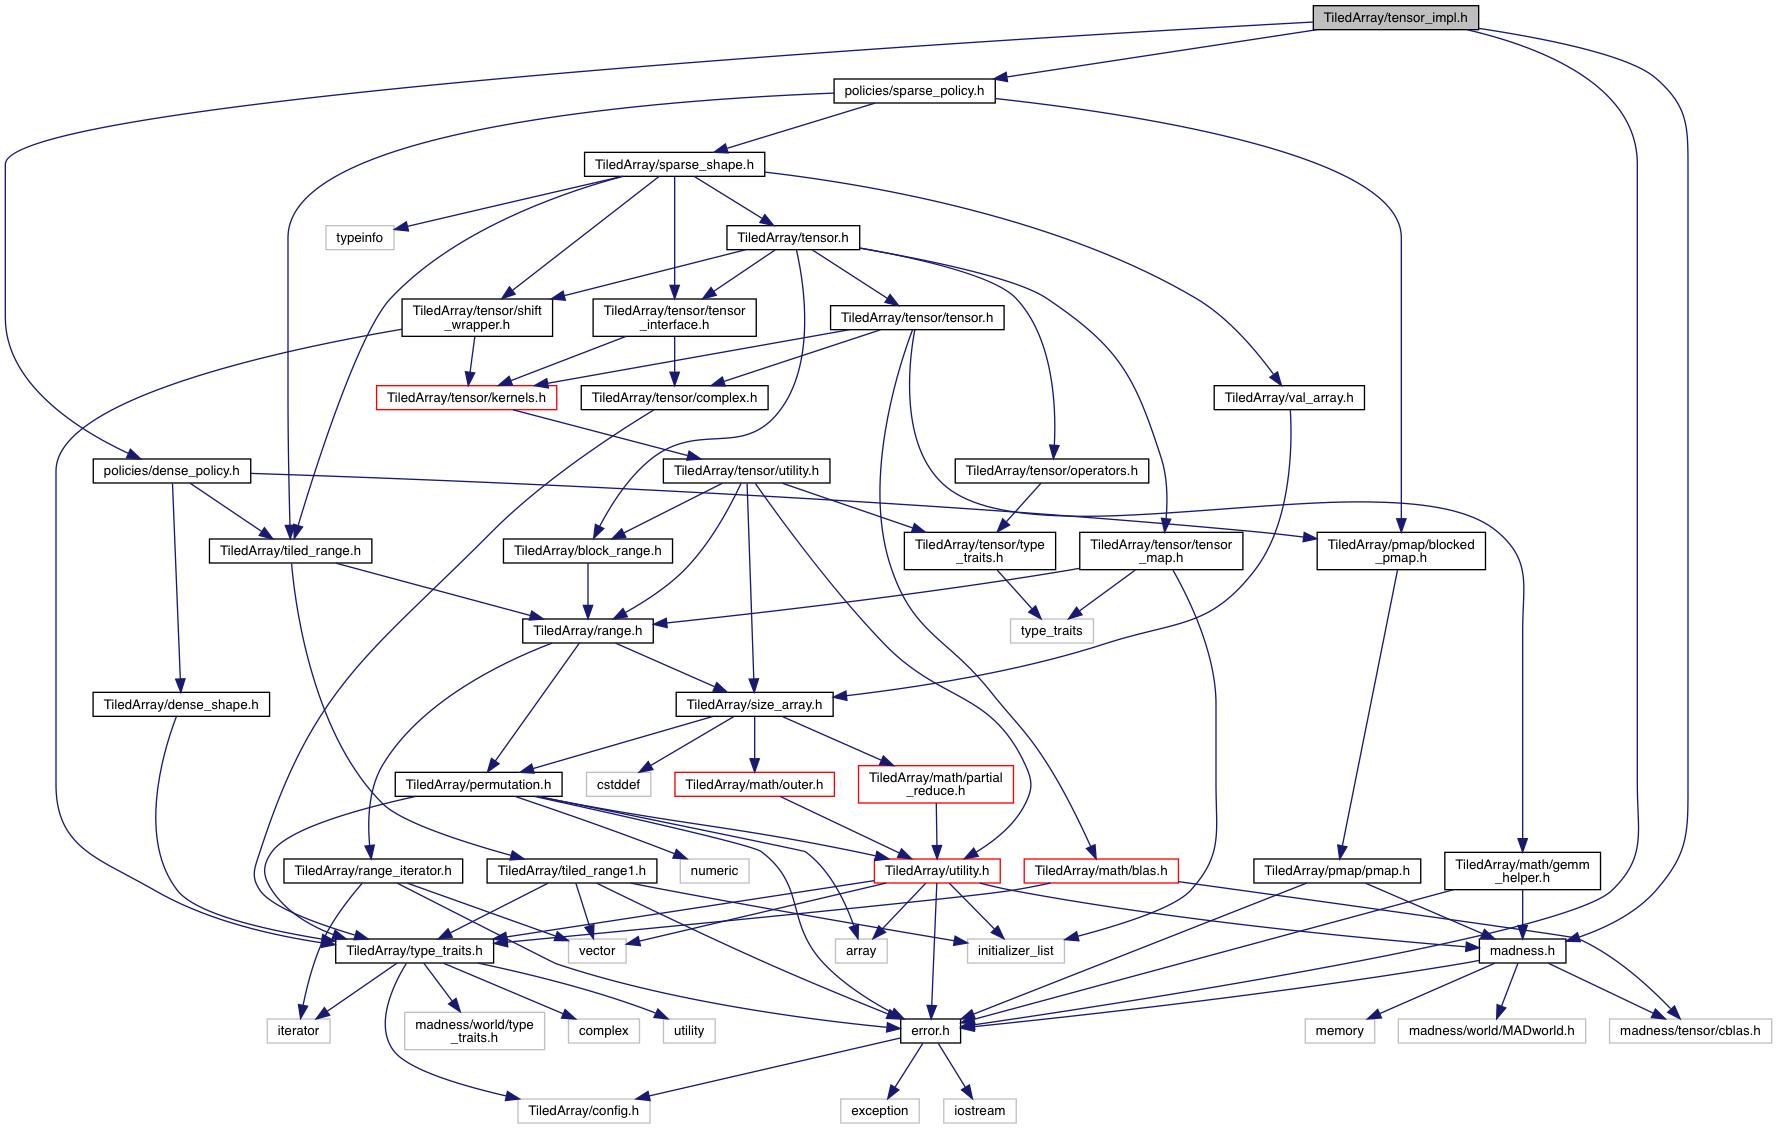 TiledArray/tensor_impl.h
policies/sparse_policy.h
TiledArray/sparse_shape.h
typeinfo
TiledArray/tensor.h
TiledArray/tensor/shift
_wrapper.h
TiledArray/tensor/tensor
_interface.h
TiledArray/tensor/tensor.h
TiledArray/tensor/kernels.h
TiledArray/tensor/complex.h
TiledArray/val_array.h
policies/dense_policy.h
TiledArray/tensor/utility.h
TiledArray/tensor/operators.h
TiledArray/tiled_range.h
TiledArray/block_range.h
TiledArray/tensor/type
_traits.h
TiledArray/tensor/tensor
_map.h
TiledArray/pmap/blocked
_pmap.h
TiledArray/range.h
type_traits
TiledArray/dense_shape.h
TiledArray/size_array.h
TiledArray/permutation.h
cstddef
TiledArray/math/outer.h
TiledArray/math/partial
_reduce.h
TiledArray/range_iterator.h
TiledArray/tiled_range1.h
numeric
TiledArray/utility.h
TiledArray/math/blas.h
TiledArray/pmap/pmap.h
TiledArray/math/gemm
_helper.h
TiledArray/type_traits.h
vector
array
initializer_list
madness.h
iterator
madness/world/type
_traits.h
complex
utility
error.h
memory
madness/world/MADworld.h
madness/tensor/cblas.h
TiledArray/config.h
exception
iostream